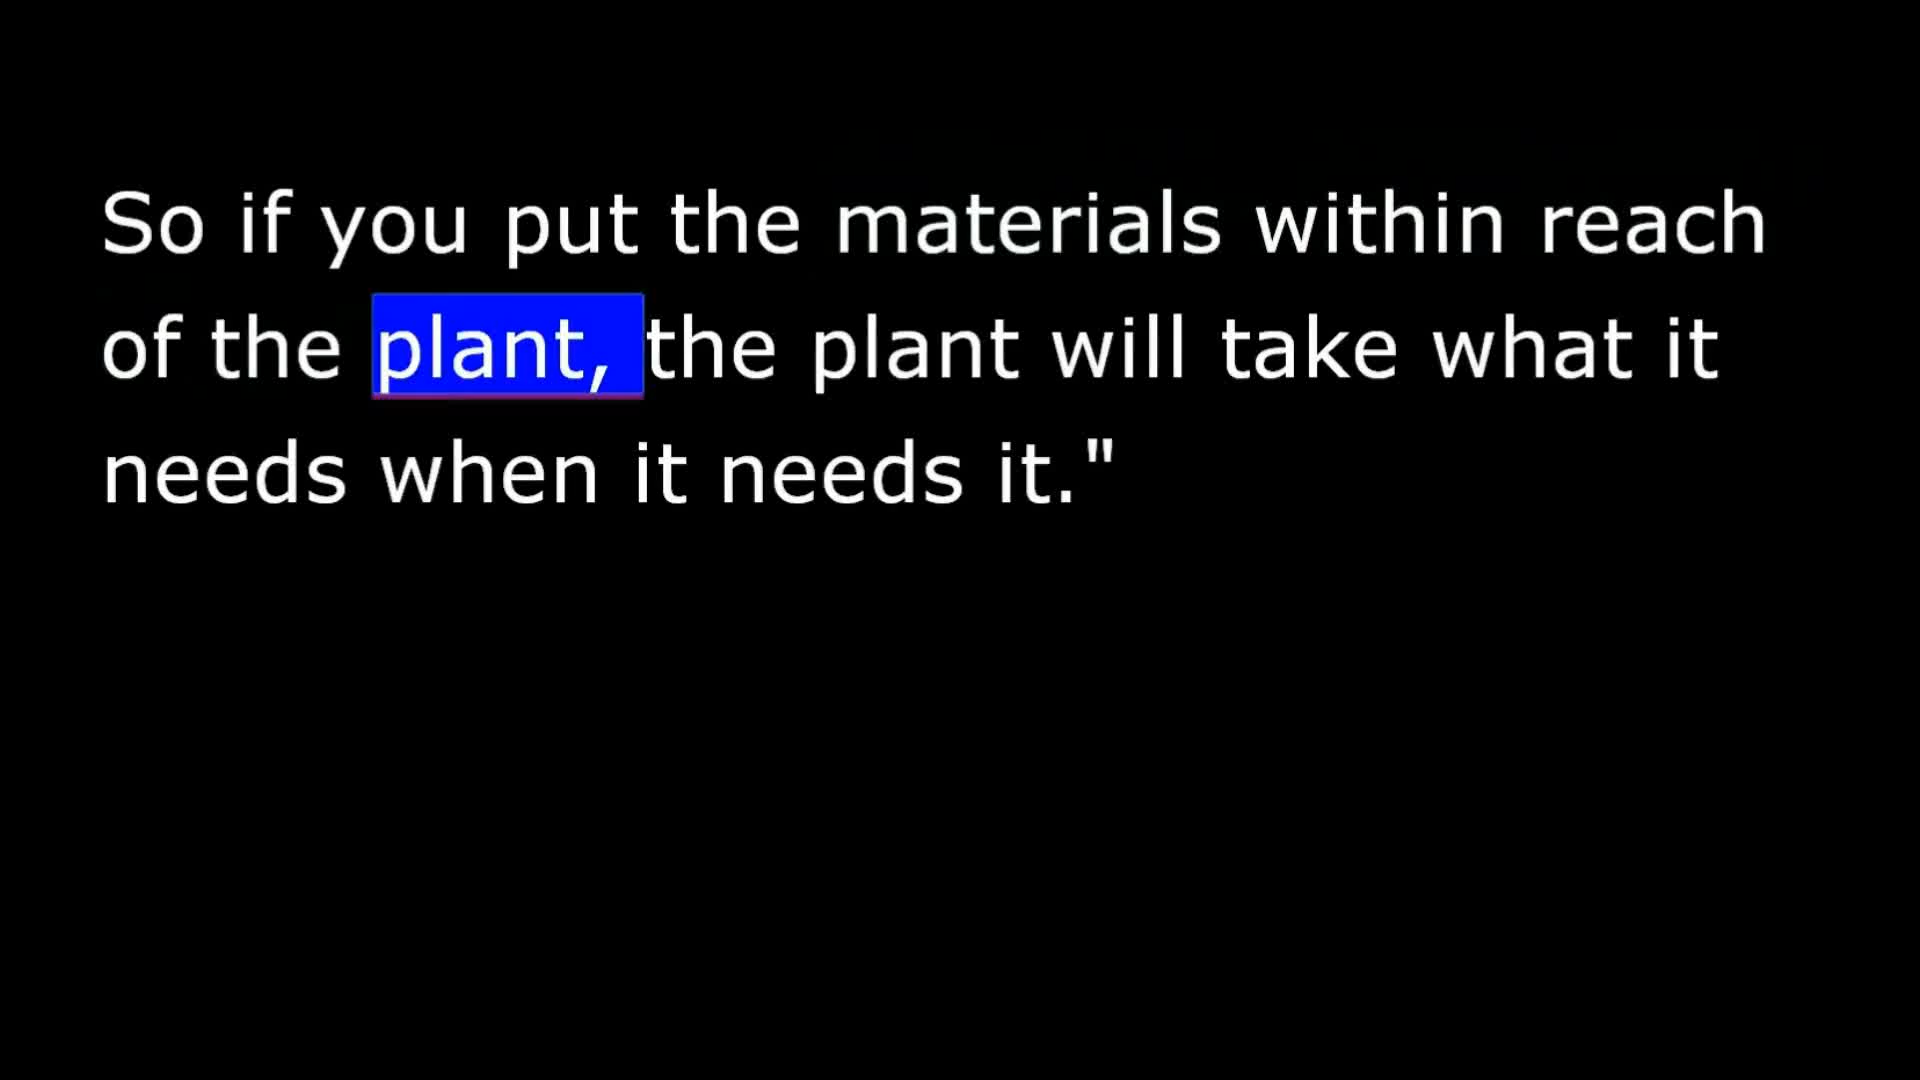 So if you put the materials within reach
of the plant, the plant will take what it
needs when it needs it."